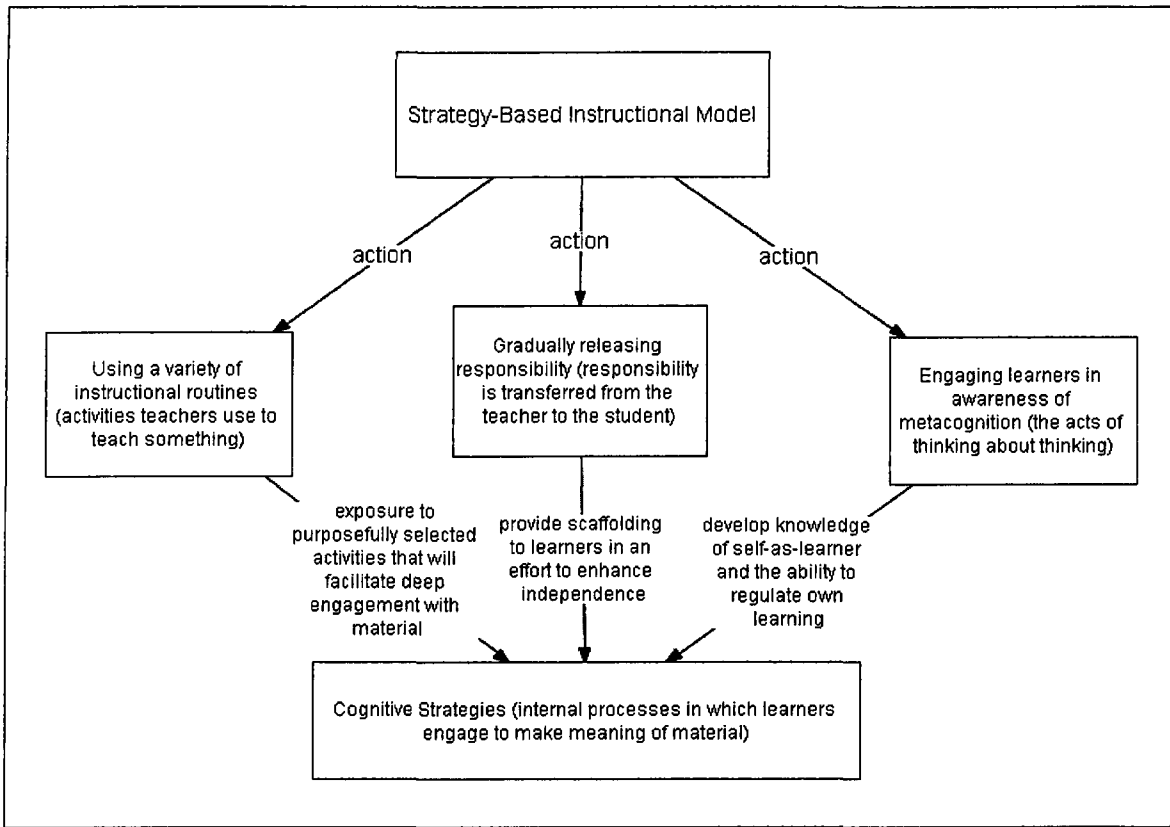 Strategy-Based Instructional Model
action
action
action
Using a variety of
instructional routines
(activities teachers use to
teach something)
Gradually releasing
responsibility (responsibility
is transferred from the
teacher to the student)
Engaging learners in
awareness of
metacognition (the acts of
thinking about thinking)
exposure to
purposefully selected
activities that will
facilitate deep
engagement with
material
provide scaffolding
to learners in an
effort to enhance
independence
develop knowledge
of self-as-learner
and the ability to
regulate own
learning
Cognitive Strategies (internal processes in which learners
engage to make meaning of material)